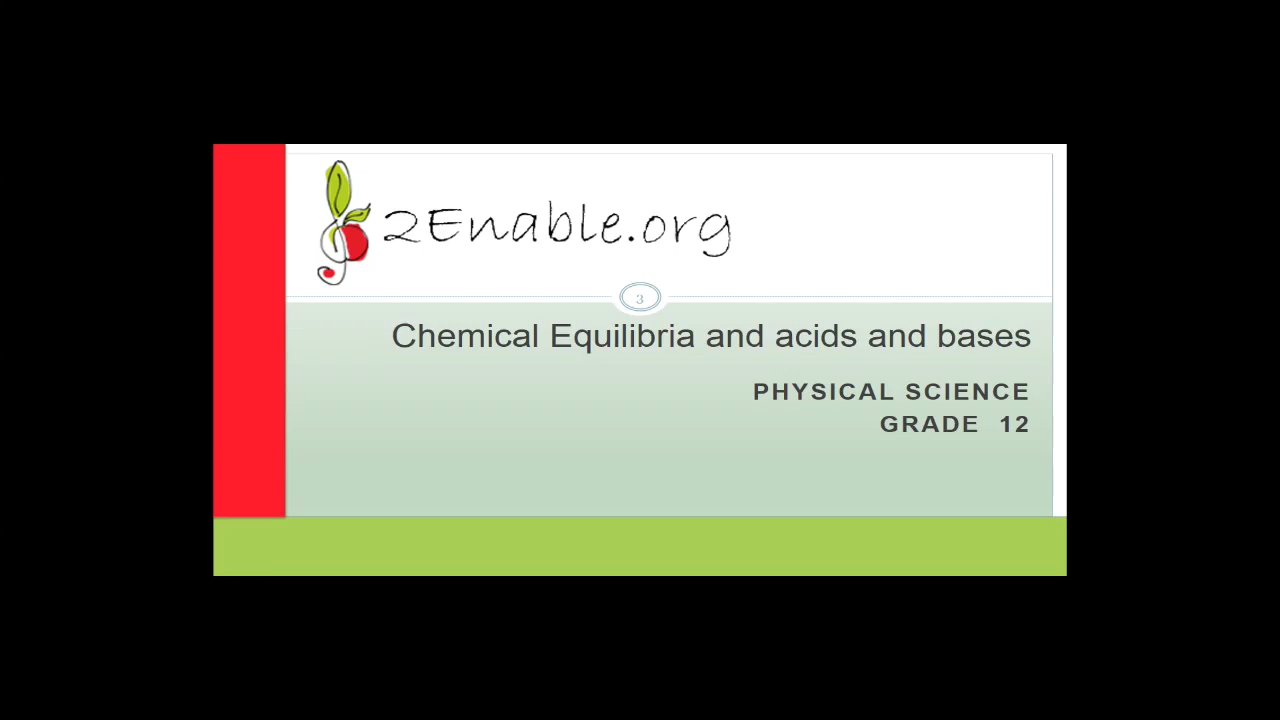 2Enable.org
3
Chemical Equilibria and acids and bases
PHYSICAL SCIENCE
GRADE 12